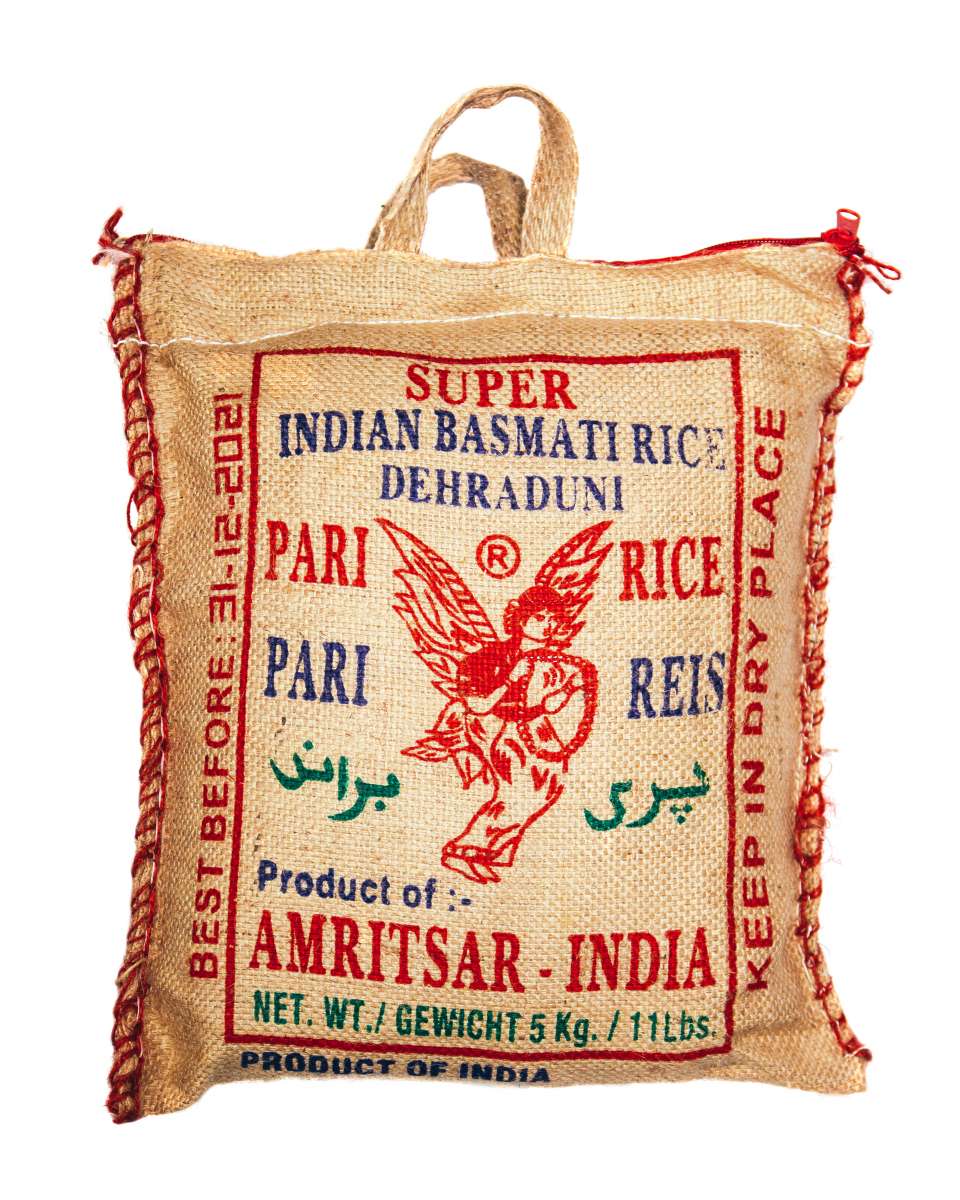 SUPER
INDIAN BASMATI RICE
DEHRADUNI
PARI ® RICE
PARI REIS
پری
Product of :-
AMRITSAR - INDIA
NET. WT./ GEWICHT 5 Kg. / 11Lbs.
PRODUCT OF INDIA
BEST BEFORE : 31-12-2021
KEEP IN DRY PLACE